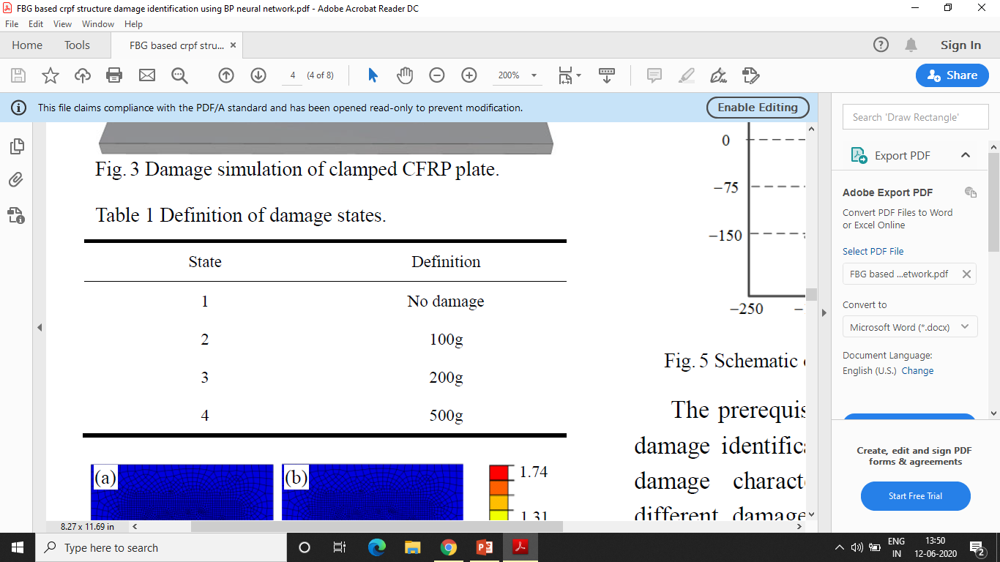 FBG based crpf structure damage identification using BP neural network.pdf - Adobe Acrobat Reader DC
File Edit View Window Help
Home Tools FBG based crpf stru... × Sign In
4 (4 of 8) 200% Share
This file claims compliance with the PDF/A standard and has been opened read-only to prevent modification. Enable Editing
Fig. 3 Damage simulation of clamped CFRP plate.
Table 1 Definition of damage states.
State Definition
1 No damage
2 100g
3 200g
4 500g
(a) (b) 1.74
1.31
0
−75
−150
−250
Fig. 5 Schematic
The prerequis
damage identifica
damage charact
different damage
Search 'Draw Rectangle'
Export PDF
Adobe Export PDF
Convert PDF Files to Word
or Excel Online
Select PDF File
FBG based ...etwork.pdf
Convert to
Microsoft Word (*.docx)
Document Language:
English (U.S.) Change
Create, edit and sign PDF
forms & agreements
Start Free Trial
8.27 x 11.69 in
Type here to search
ENG
IN
13:50
12-06-2020
2